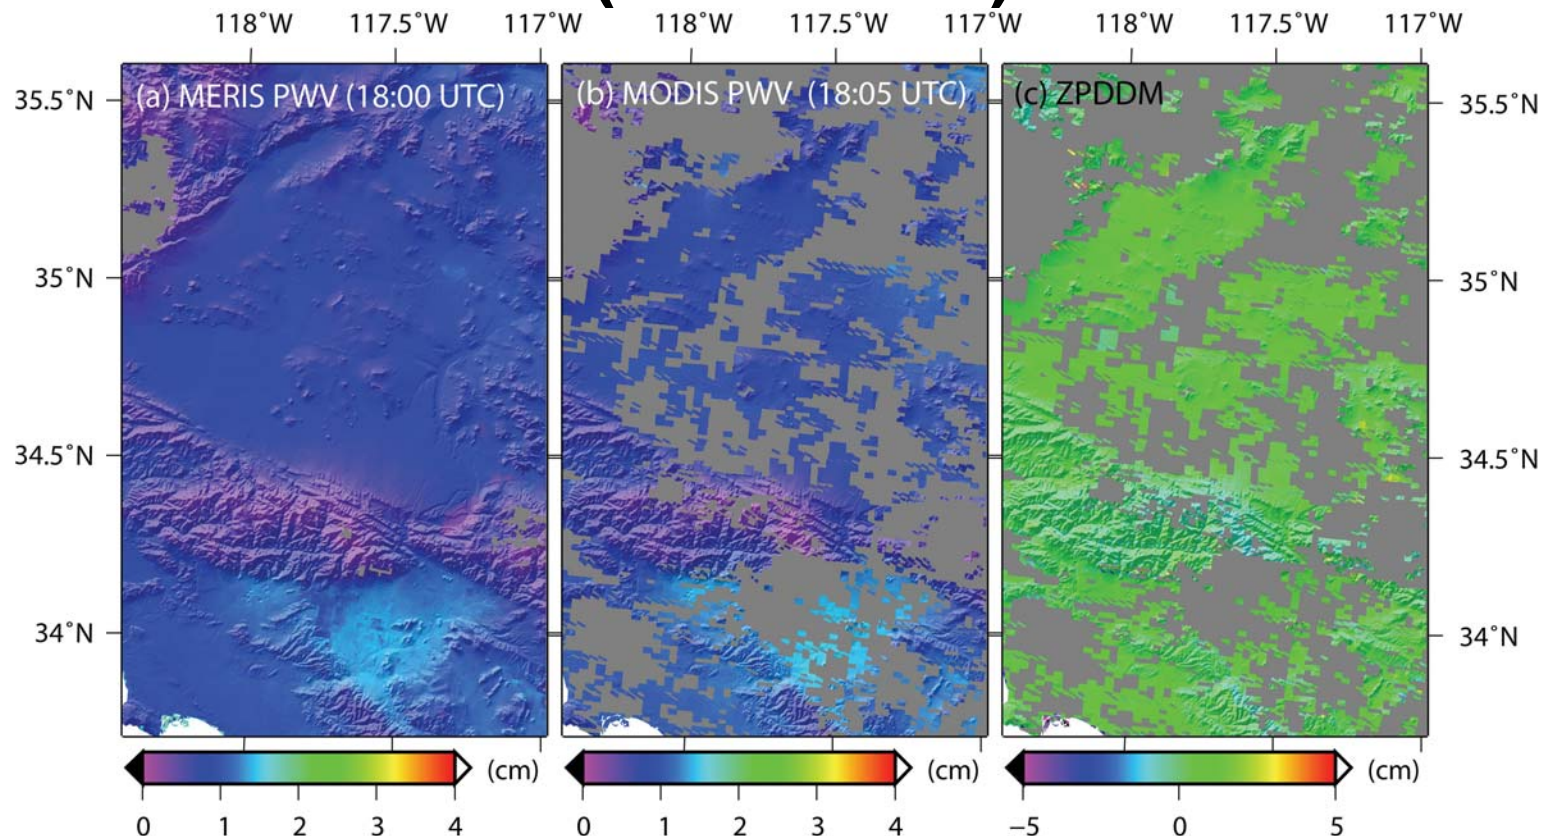 118˚W 117.5˚W 117˚W 118˚W 117.5˚W 117˚W 118˚W 117.5˚W 117˚W
(a) MERIS PWV (18:00 UTC) (b) MODIS PWV (18:05 UTC) (c) ZPDDM
35.5˚N 35.5˚N
35˚N 35˚N
34.5˚N 34.5˚N
34˚N 34˚N
(cm) (cm) (cm)
0 1 2 3 4 0 1 2 3 4 −5 0 5